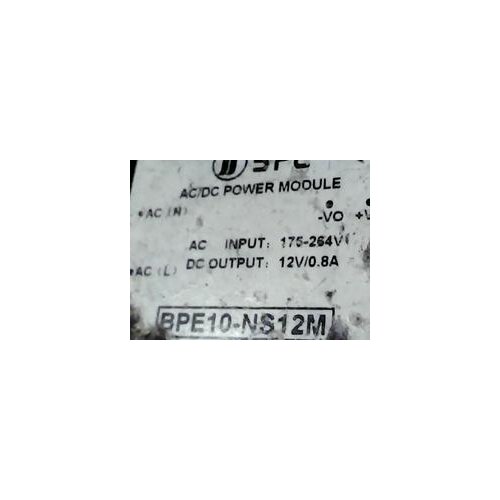 AC/DC POWER MODULE
AC (N)
-VO
AC INPUT: 175-264V
AC (L) DC OUTPUT: 12V/0.8A
BPE10-NS12M